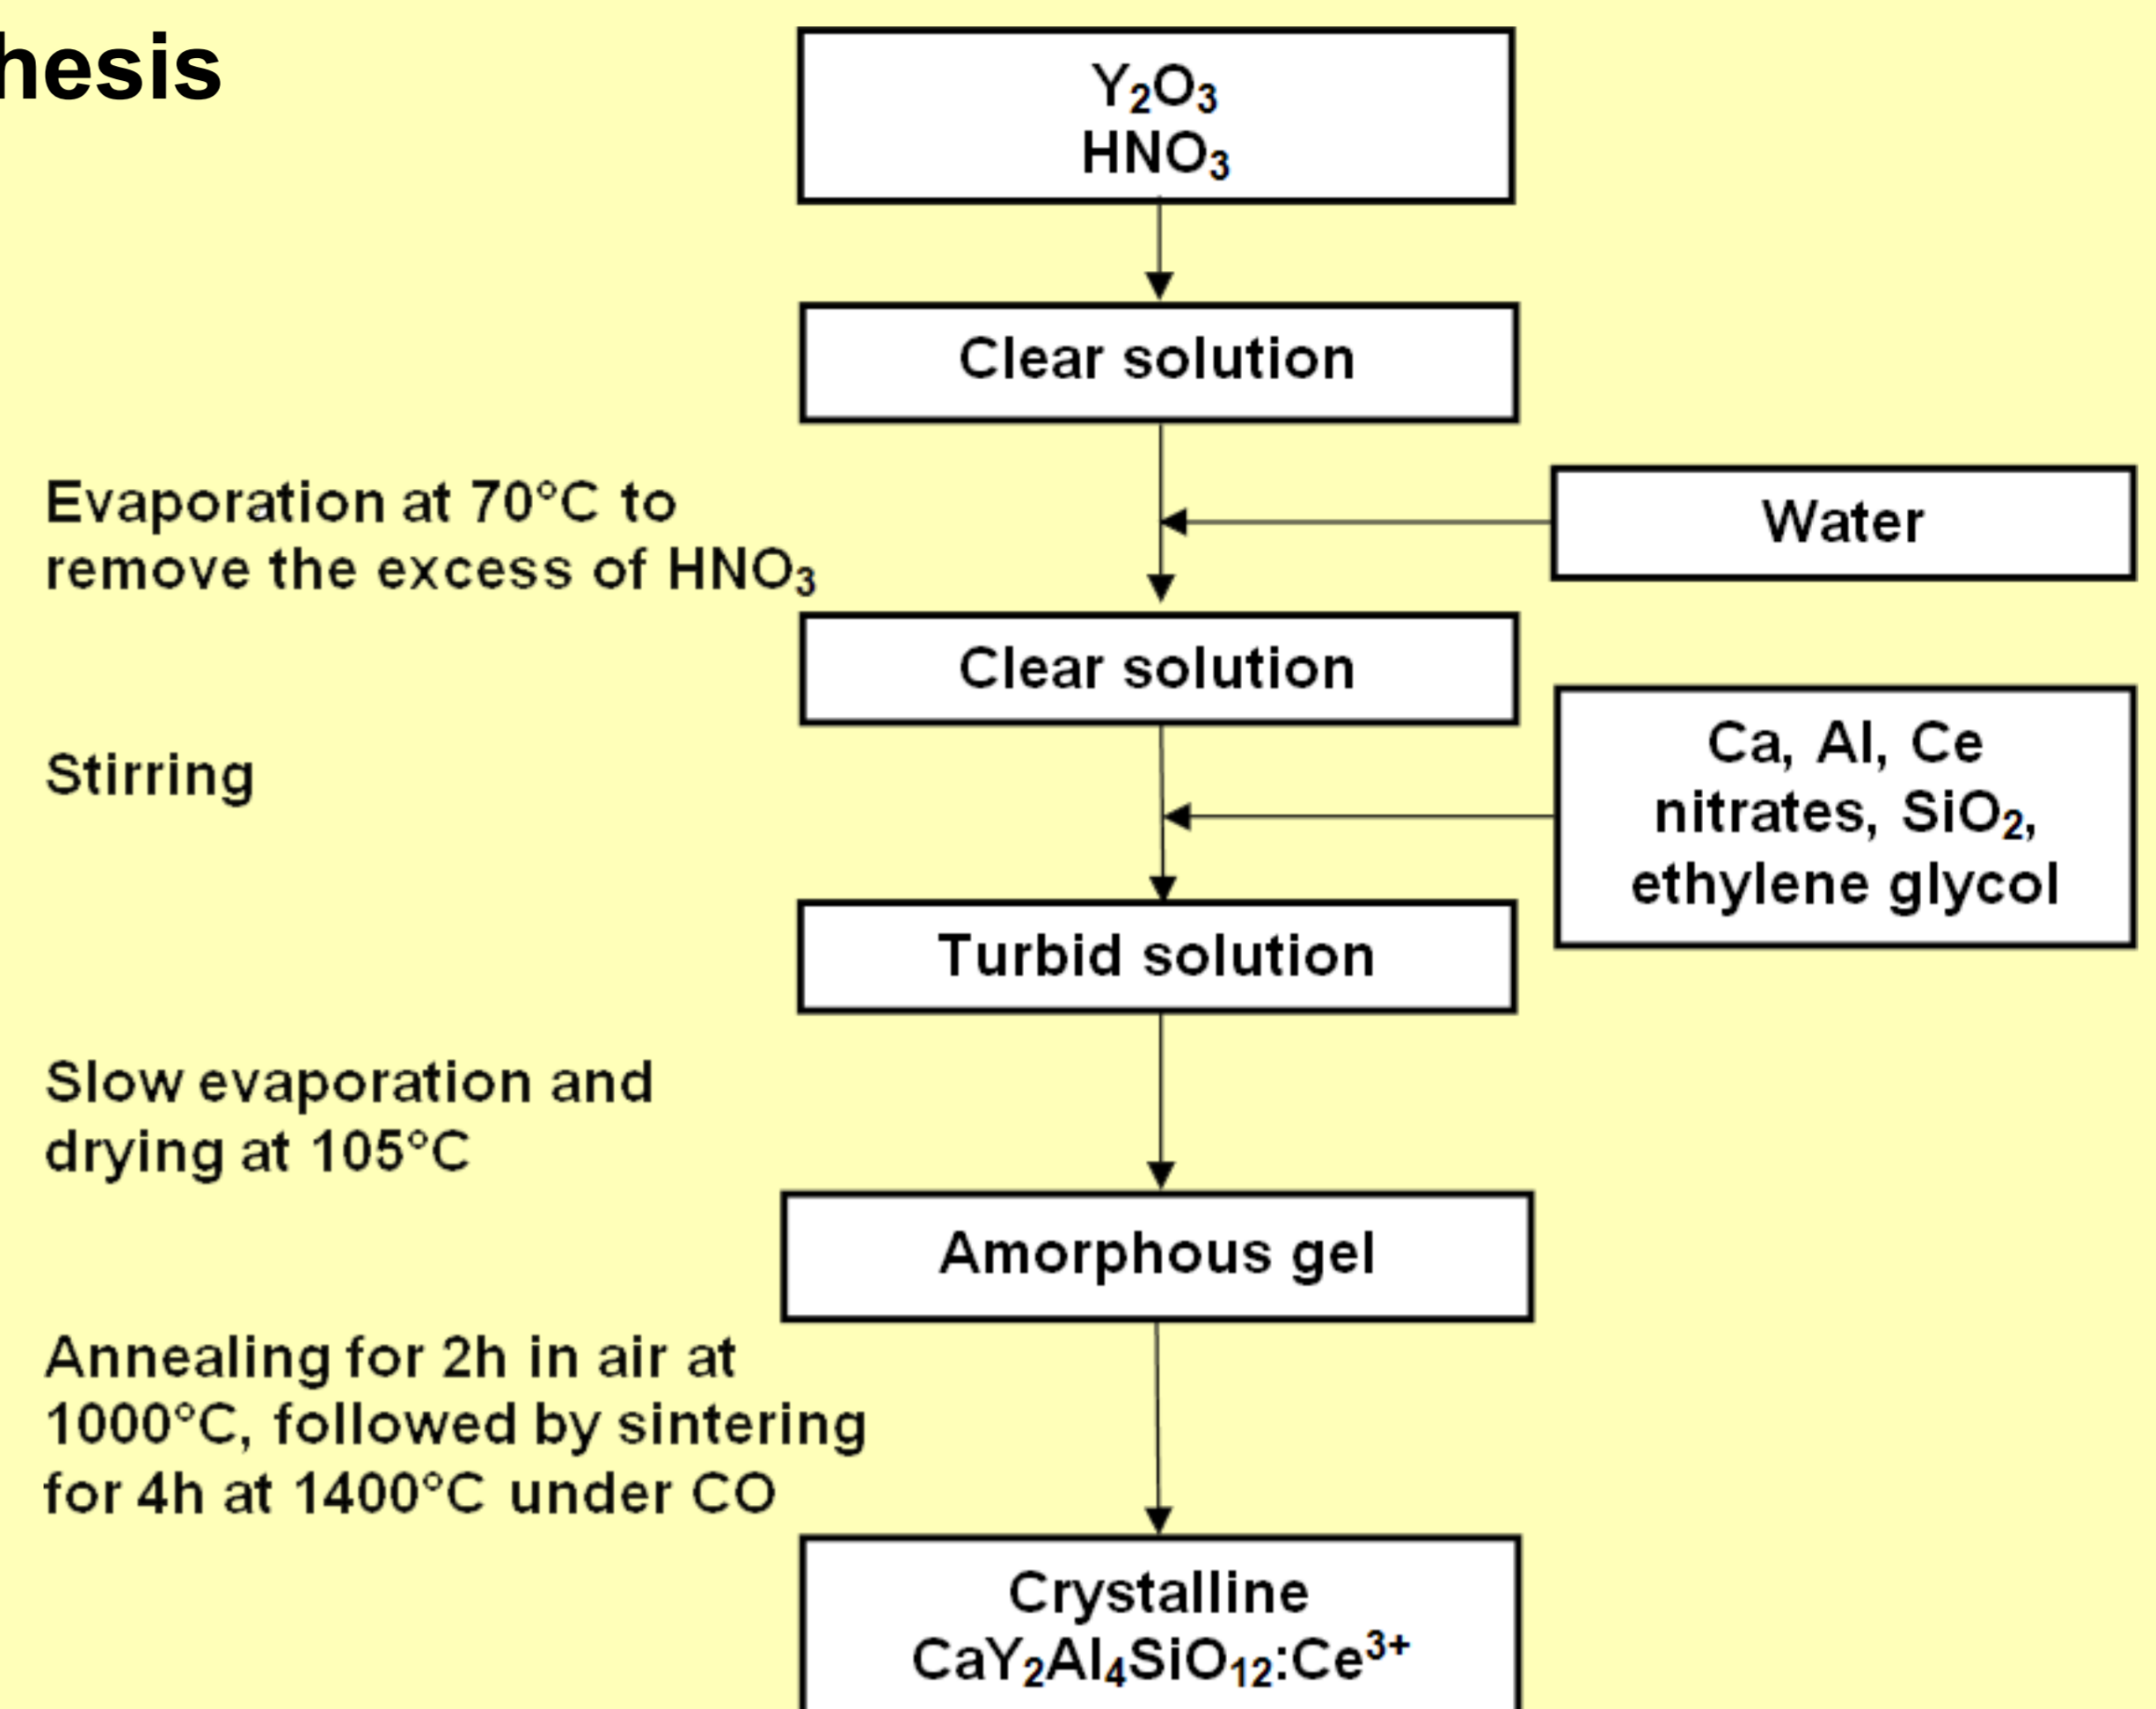 hesis
Y₂O₃
HNO₃
Clear solution
Evaporation at 70°C to
remove the excess of HNO₃
Water
Clear solution
Stirring
Ca, Al, Ce
nitrates, SiO₂,
ethylene glycol
Turbid solution
Slow evaporation and
drying at 105°C
Amorphous gel
Annealing for 2h in air at
1000°C, followed by sintering
for 4h at 1400°C under CO
Crystalline
CaY₂Al₄SiO₁₂:Ce³⁺